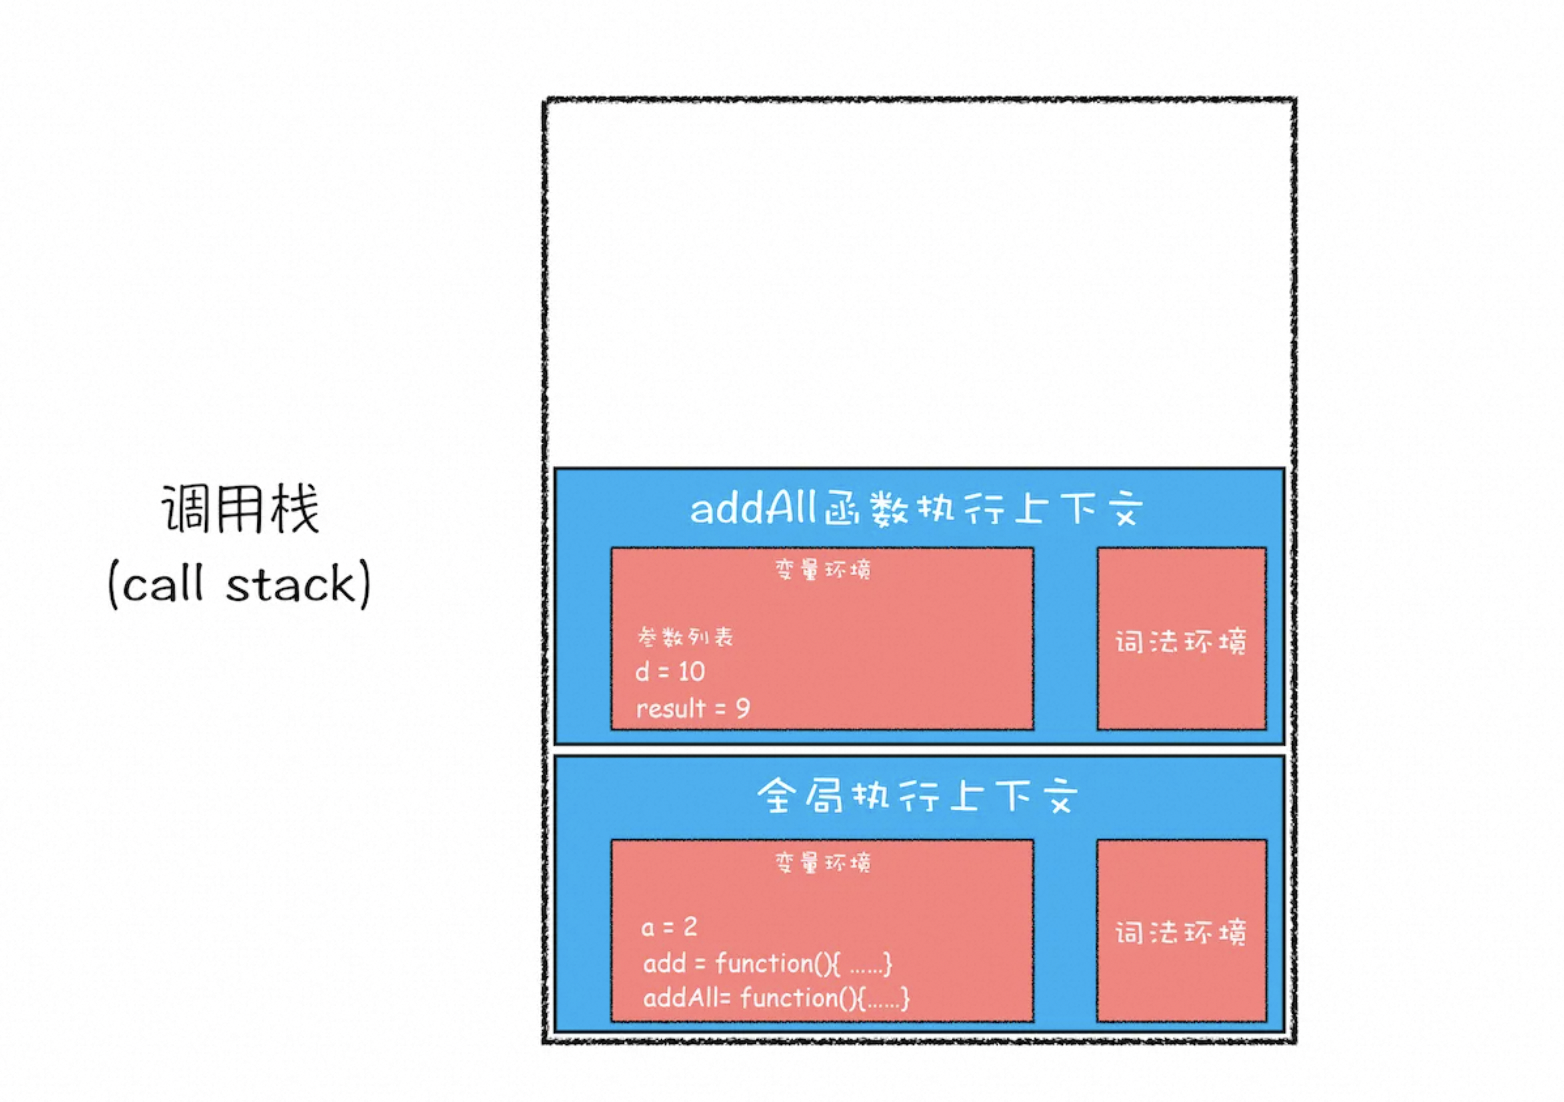 调用栈
(call stack)
addAll函数执行上下文
变量环境
参数列表
d = 10
result = 9
词法环境
全局执行上下文
变量环境
a = 2
add = function(){ ......}
addAll= function(){......}
词法环境